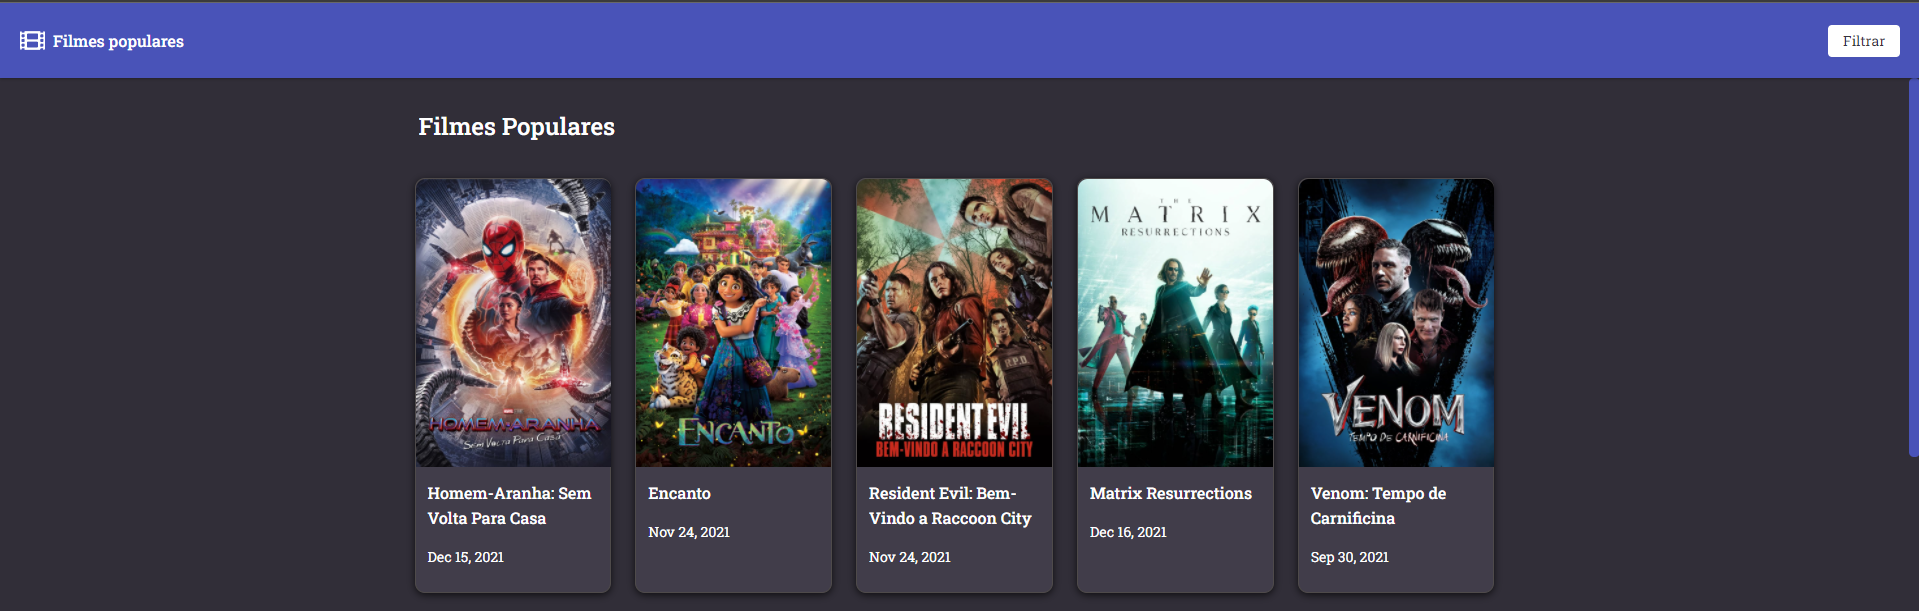 Filmes populares
Filtrar
Filmes Populares
HOMEM-ARANHA
Sem Volta Para Casa
ENCANTO
R.P.D.
RESIDENT EVIL
BEM-VINDO A RACCOON CITY
THE
MATRIX
RESURRECTIONS
VENOM
TEMPO DE CARNIFICINA
Homem-Aranha: Sem
Volta Para Casa
Dec 15, 2021
Encanto
Nov 24, 2021
Resident Evil: Bem-
Vindo a Raccoon City
Nov 24, 2021
Matrix Resurrections
Dec 16, 2021
Venom: Tempo de
Carnificina
Sep 30, 2021